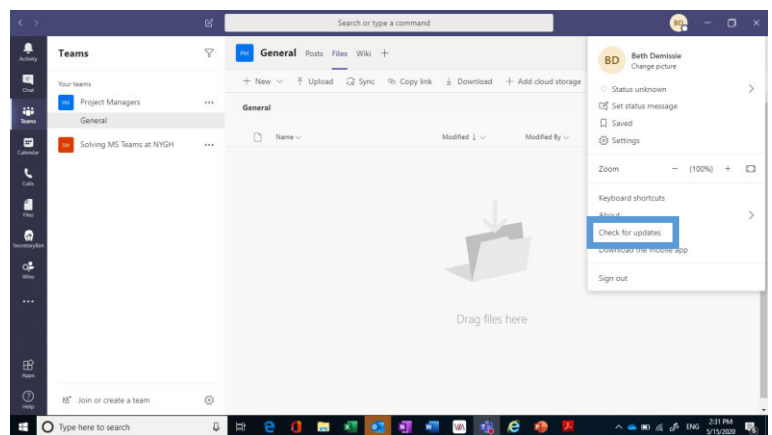 Search or type a command
BD
Activity
Chat
Teams
Calendar
Calls
Files
SecretaryBot
Who
Apps
Help
Teams
Your teams
PM Project Managers
General
SM Solving MS Teams at NYGH
Join or create a team
PM General Posts Files Wiki +
+ New Upload Sync Copy link Download + Add cloud storage
General
Name Modified Modified By
Drag files here
BD Beth Demissie
Change picture
Status unknown
Set status message
Saved
Settings
Zoom - (100%) +
Keyboard shortcuts
About
Check for updates
Download the mobile app
Sign out
Type here to search
ENG 2:31 PM
5/15/2020